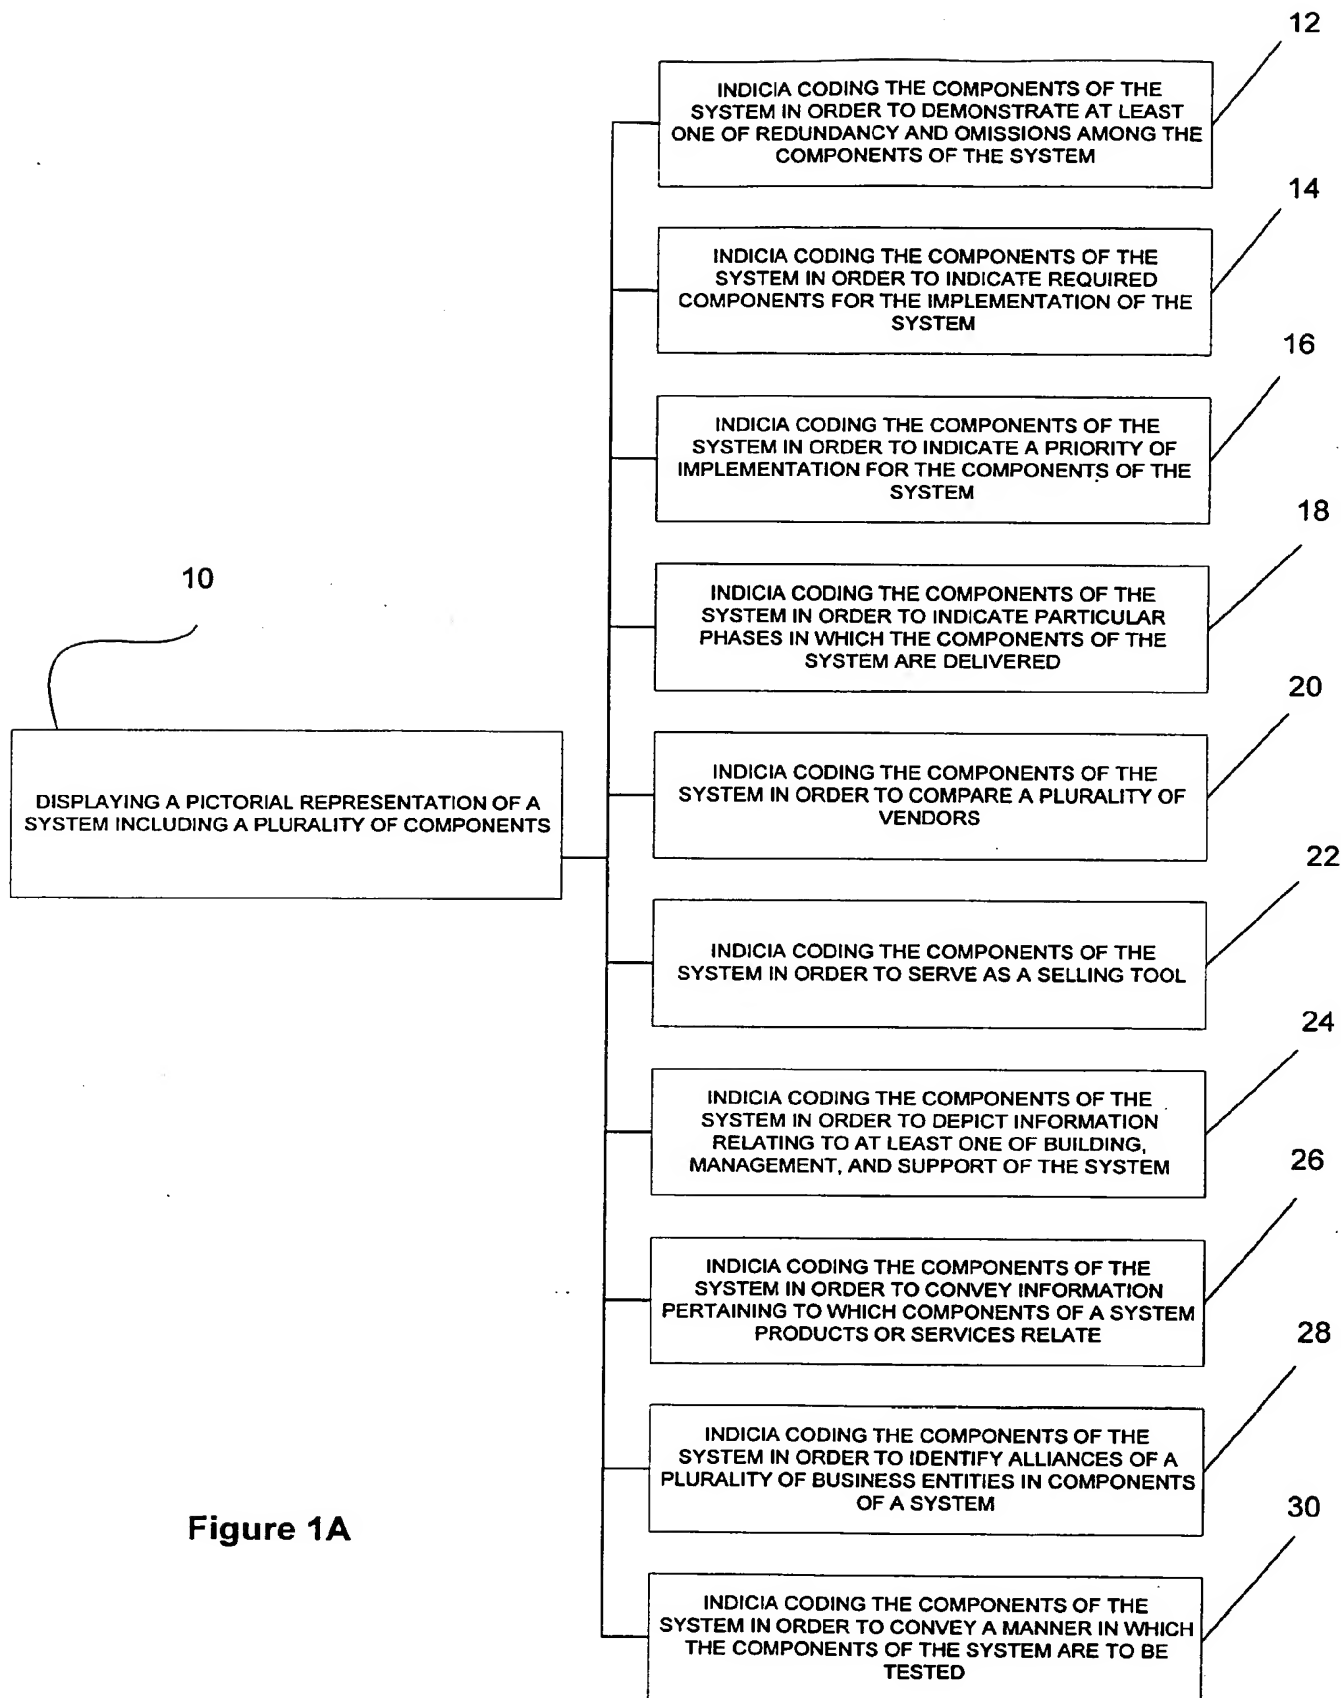 12
INDICIA CODING THE COMPONENTS OF THE
SYSTEM IN ORDER TO DEMONSTRATE AT LEAST
ONE OF REDUNDANCY AND OMISSIONS AMONG THE
COMPONENTS OF THE SYSTEM
14
INDICIA CODING THE COMPONENTS OF THE
SYSTEM IN ORDER TO INDICATE REQUIRED
COMPONENTS FOR THE IMPLEMENTATION OF THE
SYSTEM
16
INDICIA CODING THE COMPONENTS OF THE
SYSTEM IN ORDER TO INDICATE A PRIORITY OF
IMPLEMENTATION FOR THE COMPONENTS OF THE
SYSTEM
18
INDICIA CODING THE COMPONENTS OF THE
SYSTEM IN ORDER TO INDICATE PARTICULAR
PHASES IN WHICH THE COMPONENTS OF THE
SYSTEM ARE DELIVERED
10
DISPLAYING A PICTORIAL REPRESENTATION OF A
SYSTEM INCLUDING A PLURALITY OF COMPONENTS
20
INDICIA CODING THE COMPONENTS OF THE
SYSTEM IN ORDER TO COMPARE A PLURALITY OF
VENDORS
22
INDICIA CODING THE COMPONENTS OF THE
SYSTEM IN ORDER TO SERVE AS A SELLING TOOL
24
INDICIA CODING THE COMPONENTS OF THE
SYSTEM IN ORDER TO DEPICT INFORMATION
RELATING TO AT LEAST ONE OF BUILDING,
MANAGEMENT, AND SUPPORT OF THE SYSTEM
26
INDICIA CODING THE COMPONENTS OF THE
SYSTEM IN ORDER TO CONVEY INFORMATION
PERTAINING TO WHICH COMPONENTS OF A SYSTEM
PRODUCTS OR SERVICES RELATE
28
INDICIA CODING THE COMPONENTS OF THE
SYSTEM IN ORDER TO IDENTIFY ALLIANCES OF A
PLURALITY OF BUSINESS ENTITIES IN COMPONENTS
OF A SYSTEM
30
INDICIA CODING THE COMPONENTS OF THE
SYSTEM IN ORDER TO CONVEY A MANNER IN WHICH
THE COMPONENTS OF THE SYSTEM ARE TO BE
TESTED
Figure 1A